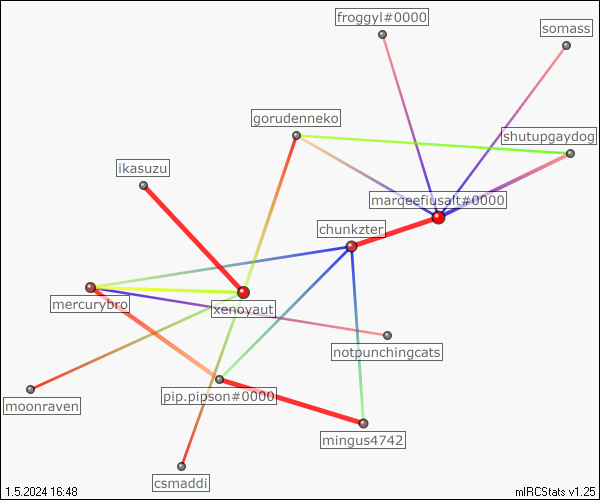 froggyl#0000
somass
gorudenneko
shutupgaydog
ikasuzu
marqeefiusalt#0000
chunkzter
mercurybro
xenoyaut
notpunchingcats
moonraven
pip.pipson#0000
mingus4742
csmaddi
1.5.2024 16:48
mIRCStats v1.25